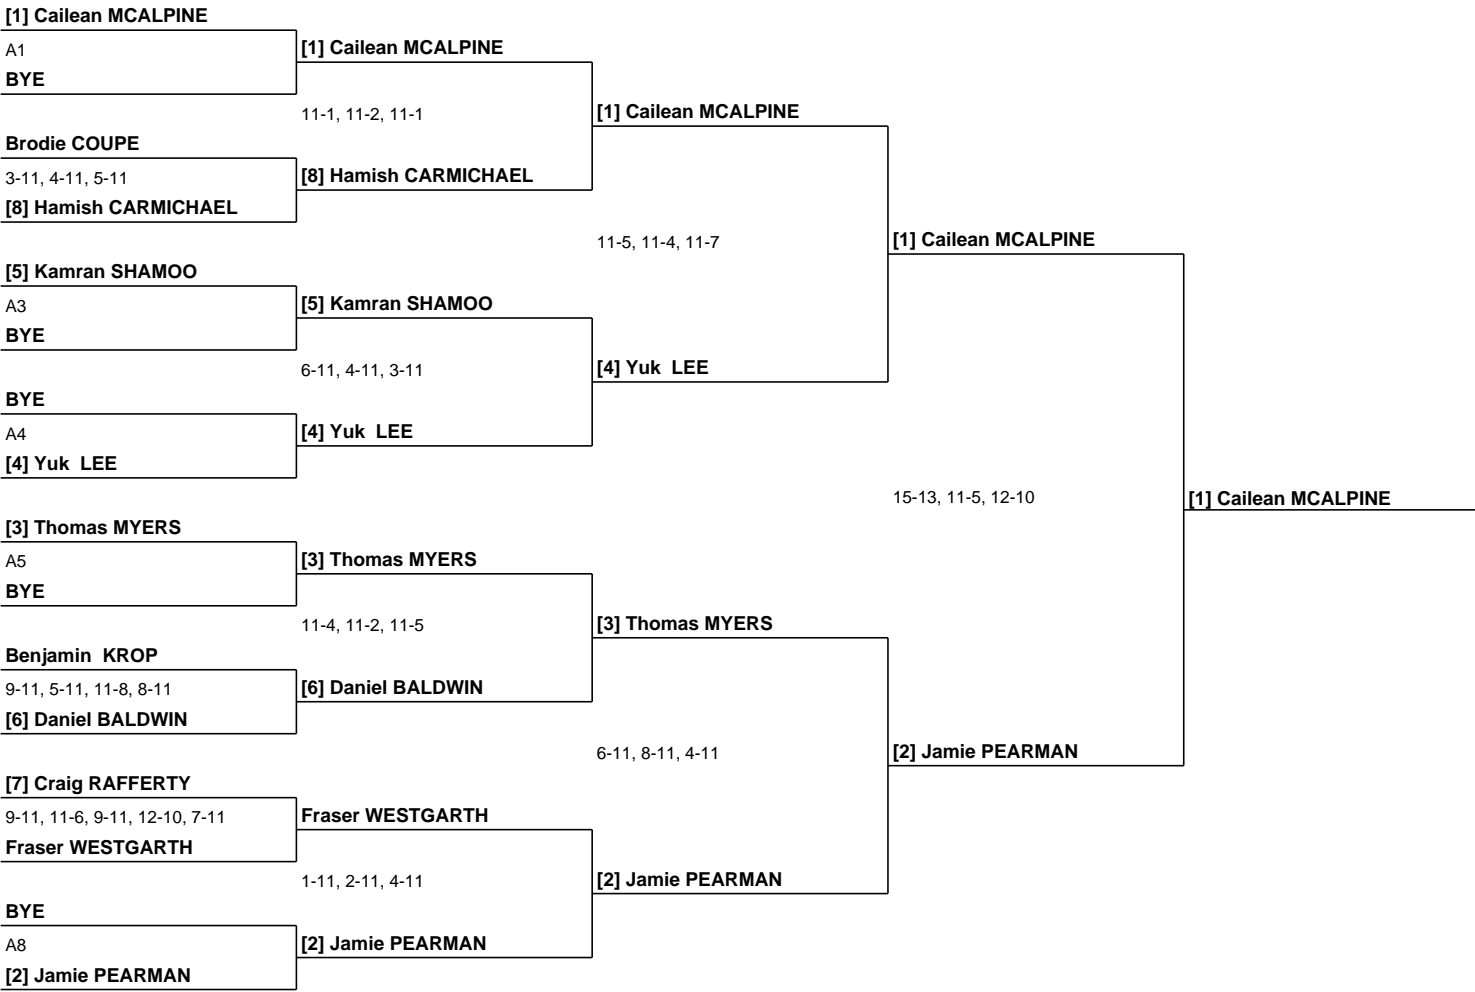 [1] Cailean MCALPINE
A1
BYE
Brodie COUPE
3-11, 4-11, 5-11
[8] Hamish CARMICHAEL
[5] Kamran SHAMOO
A3
BYE
BYE
A4
[4] Yuk  LEE
[3] Thomas MYERS
A5
BYE
Benjamin  KROP
9-11, 5-11, 11-8, 8-11
[6] Daniel BALDWIN
[7] Craig RAFFERTY
9-11, 11-6, 9-11, 12-10, 7-11
Fraser WESTGARTH
BYE
A8
[2] Jamie PEARMAN
[1] Cailean MCALPINE
11-1, 11-2, 11-1
[8] Hamish CARMICHAEL
[5] Kamran SHAMOO
6-11, 4-11, 3-11
[4] Yuk  LEE
[3] Thomas MYERS
11-4, 11-2, 11-5
[6] Daniel BALDWIN
Fraser WESTGARTH
1-11, 2-11, 4-11
[2] Jamie PEARMAN
[1] Cailean MCALPINE
11-5, 11-4, 11-7
[4] Yuk  LEE
[3] Thomas MYERS
6-11, 8-11, 4-11
[2] Jamie PEARMAN
[1] Cailean MCALPINE
15-13, 11-5, 12-10
[2] Jamie PEARMAN
[1] Cailean MCALPINE